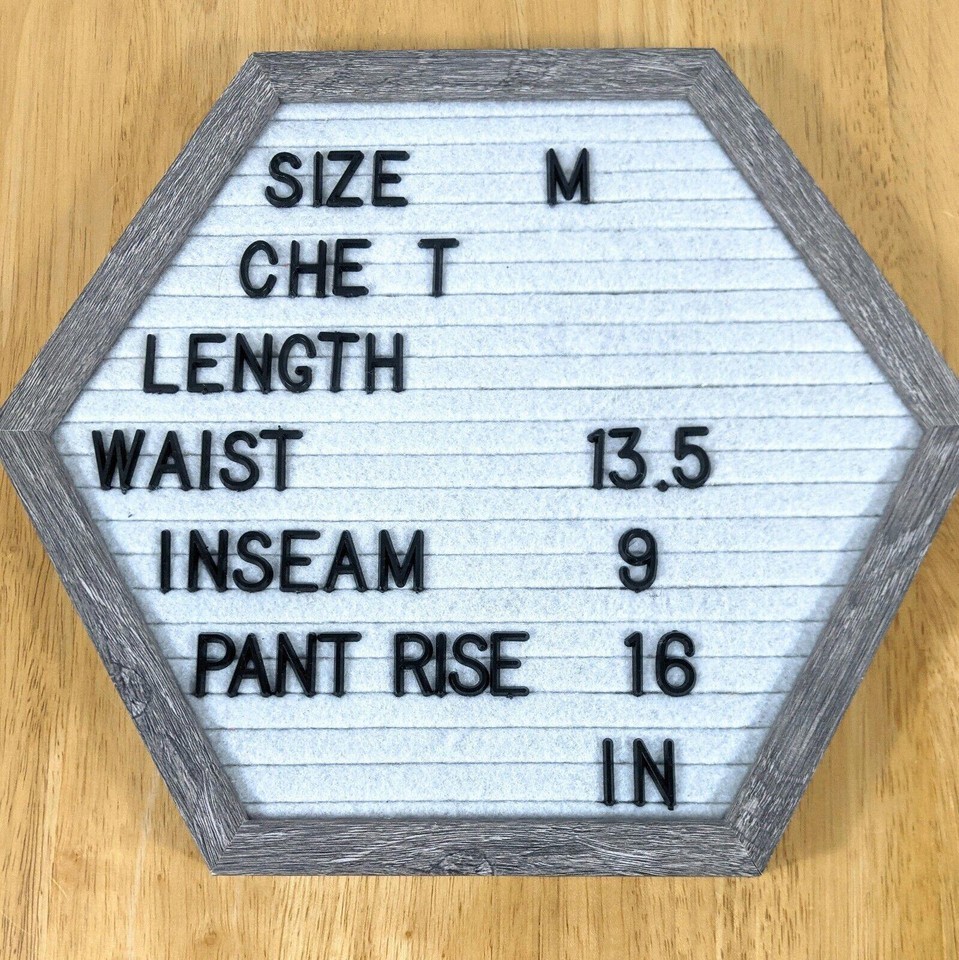 SIZE M
CHE T
LENGTH
WAIST 13.5
INSEAM 9
PANT RISE 16
IN